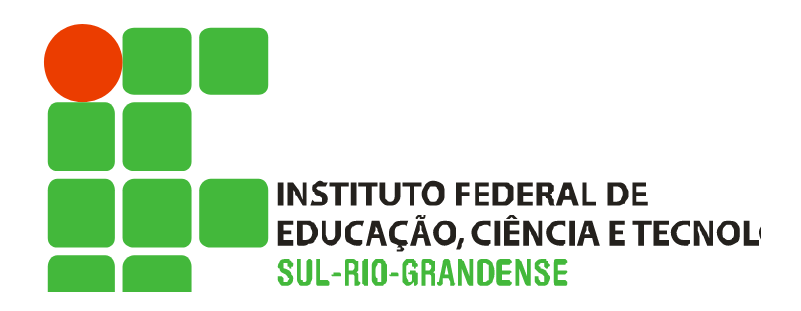 INSTITUTO FEDERAL DE
EDUCAÇÃO, CIÊNCIA E TECNOL
SUL-RIO-GRANDENSE